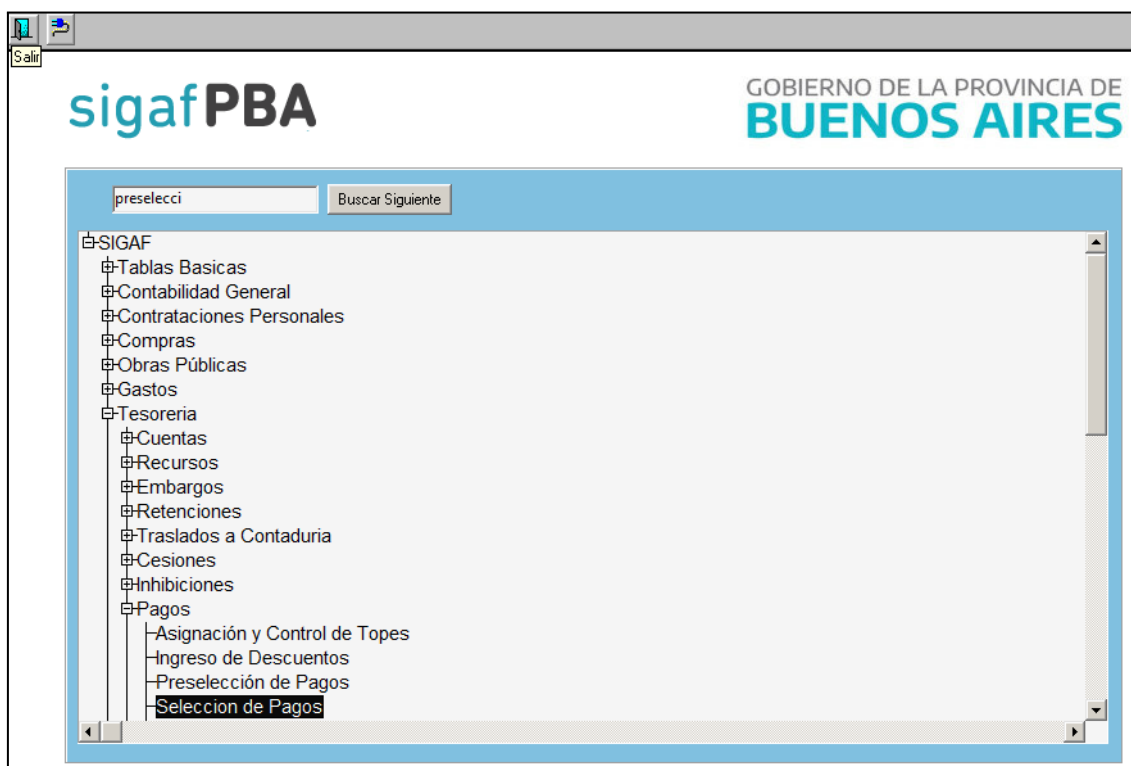 Salir
sigafPBA
GOBIERNO DE LA PROVINCIA DE
BUENOS AIRES
preselecci
Buscar Siguiente
SIGAF
Tablas Basicas
Contabilidad General
Contrataciones Personales
Compras
Obras Públicas
Gastos
Tesoreria
Cuentas
Recursos
Embargos
Retenciones
Traslados a Contaduria
Cesiones
Inhibiciones
Pagos
Asignación y Control de Topes
Ingreso de Descuentos
Preselección de Pagos
Seleccion de Pagos